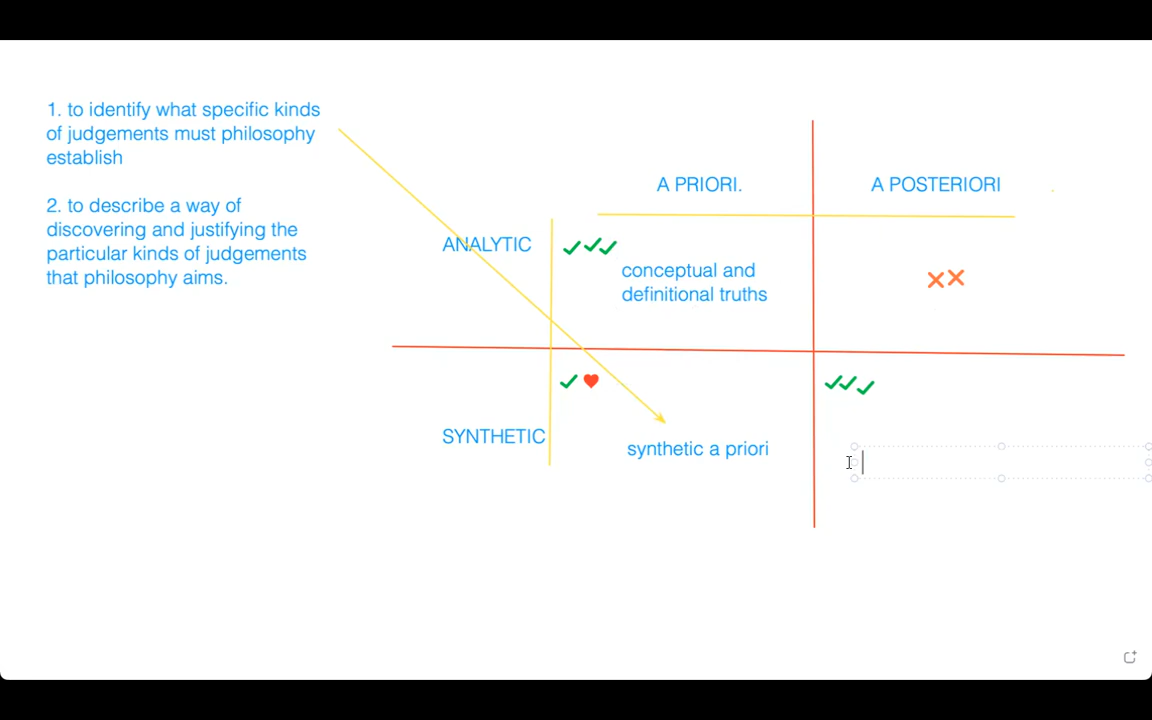 1. to identify what specific kinds
of judgements must philosophy
establish
2. to describe a way of
discovering and justifying the
particular kinds of judgements
that philosophy aims.
A PRIORI.
A POSTERIORI
ANALYTIC
conceptual and
definitional truths
SYNTHETIC
synthetic a priori